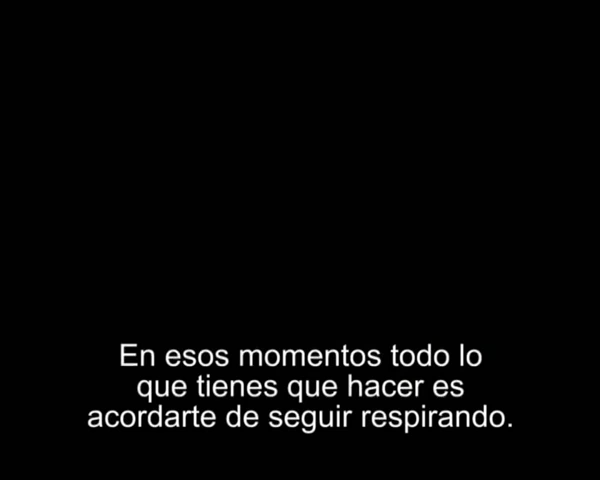 En esos momentos todo lo
que tienes que hacer es
acordarte de seguir respirando.